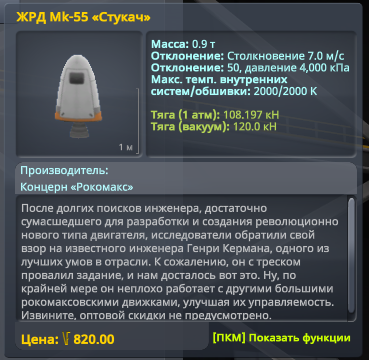 ЖРД Mk-55 «Стукач»
Масса: 0.9 т
Отклонение: Столкновение 7.0 м/с
Отклонение: 50, давление 4,000 кПа
Макс. темп. внутренних
систем/обшивки: 2000/2000 K
Тяга (1 атм): 108.197 кН
Тяга (вакуум): 120.0 кН
1 м
Производитель:
Концерн «Рокомакс»
После долгих поисков инженера, достаточно
сумасшедшего для разработки и создания революционно
нового типа двигателя, исследователи обратили свой
взор на известного инженера Генри Кермана, одного из
лучших умов в отрасли. К сожалению, он с треском
провалил задание, и нам досталось вот это. Ну, по
крайней мере он неплохо работает с другими большими
рокомаксовскими движками, улучшая их управляемость.
Извините, оптовой скидки не предусмотрено.
Цена: 820.00
[ПКМ] Показать функции